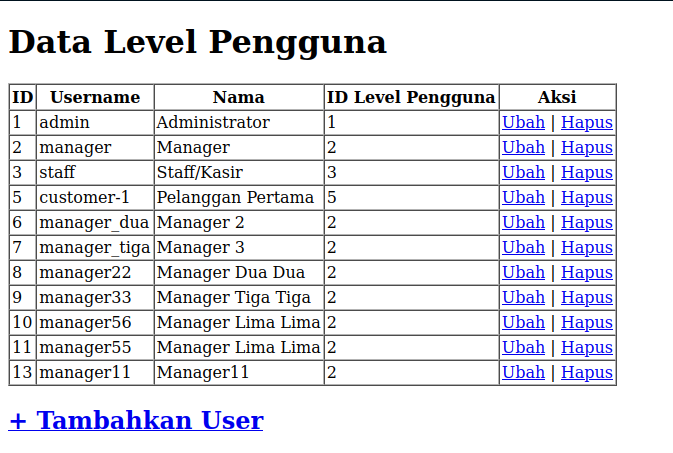 Data Level Pengguna
ID Username Nama ID Level Pengguna Aksi
1 admin Administrator 1 Ubah | Hapus
2 manager Manager 2 Ubah | Hapus
3 staff Staff/Kasir 3 Ubah | Hapus
5 customer-1 Pelanggan Pertama 5 Ubah | Hapus
6 manager_dua Manager 2 2 Ubah | Hapus
7 manager_tiga Manager 3 2 Ubah | Hapus
8 manager22 Manager Dua Dua 2 Ubah | Hapus
9 manager33 Manager Tiga Tiga 2 Ubah | Hapus
10 manager56 Manager Lima Lima 2 Ubah | Hapus
11 manager55 Manager Lima Lima 2 Ubah | Hapus
13 manager11 Manager11 2 Ubah | Hapus
+ Tambahkan User